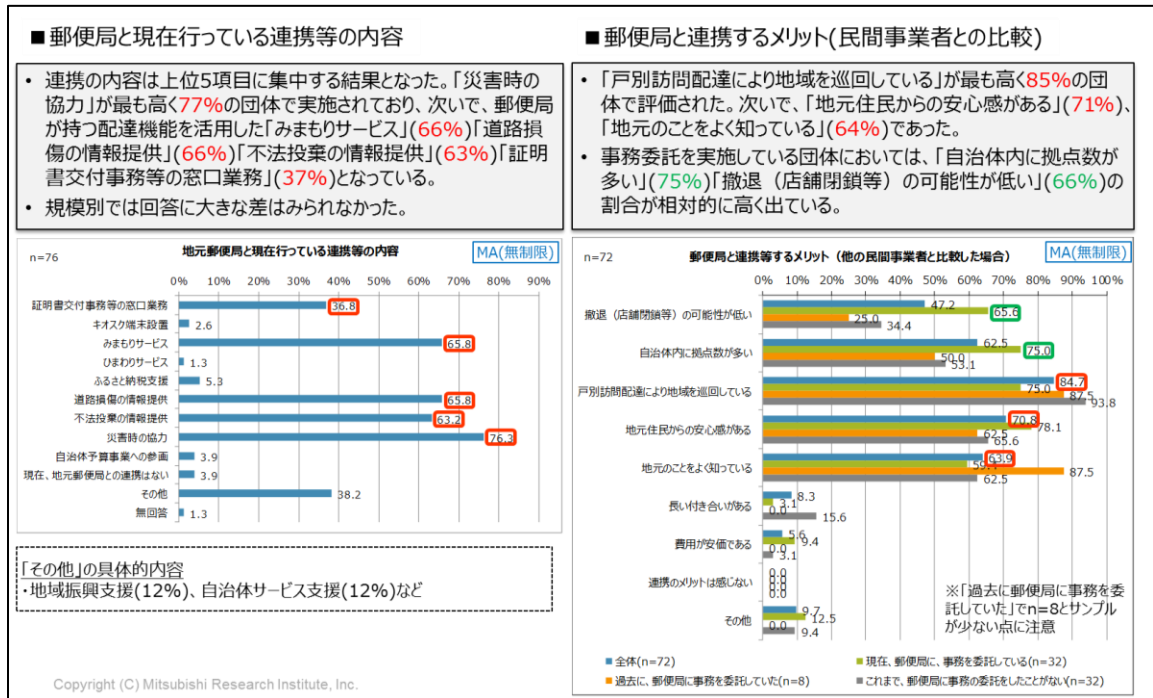 ■郵便局と現在行っている連携等の内容
• 連携の内容は上位5項目に集中する結果となった。「災害時の
協力」が最も高く77%の団体で実施されており、次いで、郵便局
が持つ配達機能を活用した「みまもりサービス」(66%)「道路損
傷の情報提供」(66%)「不法投棄の情報提供」(63%)「証明
書交付事務等の窓口業務」(37%)となっている。
• 規模別では回答に大きな差はみられなかった。
n=76
地元郵便局と現在行っている連携等の内容
MA(無制限)
0% 10% 20% 30% 40% 50% 60% 70% 80% 90%
証明書交付事務等の窓口業務 36.8
キオスク端末設置 2.6
みまもりサービス 65.8
ひまわりサービス 1.3
ふるさと納税支援 5.3
道路損傷の情報提供 65.8
不法投棄の情報提供 63.2
災害時の協力 76.3
自治体予算事業への参画 3.9
現在、地元郵便局との連携はない 3.9
その他 38.2
無回答 1.3
「その他」の具体的内容
・地域振興支援(12%)、自治体サービス支援(12%)など
Copyright (C) Mitsubishi Research Institute, Inc.
■郵便局と連携するメリット(民間事業者との比較)
• 「戸別訪問配達により地域を巡回している」が最も高く85%の団
体で評価された。次いで、「地元住民からの安心感がある」(71%)、
「地元のことをよく知っている」(64%)であった。
• 事務委託を実施している団体においては、「自治体内に拠点数が
多い」(75%)「撤退（店舗閉鎖等）の可能性が低い」(66%)の
割合が相対的に高く出ている。
n=72
郵便局と連携等するメリット（他の民間事業者と比較した場合）
MA(無制限)
0% 10% 20% 30% 40% 50% 60% 70% 80% 90% 100%
撤退（店舗閉鎖等）の可能性が低い
47.2
65.6
25.0
34.4
自治体内に拠点数が多い
62.5
75.0
50.0
53.1
戸別訪問配達により地域を巡回している
84.7
75.0
87.5
93.8
地元住民からの安心感がある
70.8
78.1
62.5
65.6
地元のことをよく知っている
63.9
59.4
87.5
62.5
長い付き合いがある
8.3
3.1
0.0
15.6
費用が安価である
5.6
9.4
0.0
3.1
連携のメリットは感じない
0.0
0.0
0.0
0.0
その他
9.7
12.5
0.0
9.4
※「過去に郵便局に事務を委
託していた」でn=8とサンプル
が少ない点に注意
■全体(n=72)
■現在、郵便局に、事務を委託している(n=32)
■過去に、郵便局に事務を委託していた(n=8)
■これまで、郵便局に事務の委託をしたことがない(n=32)